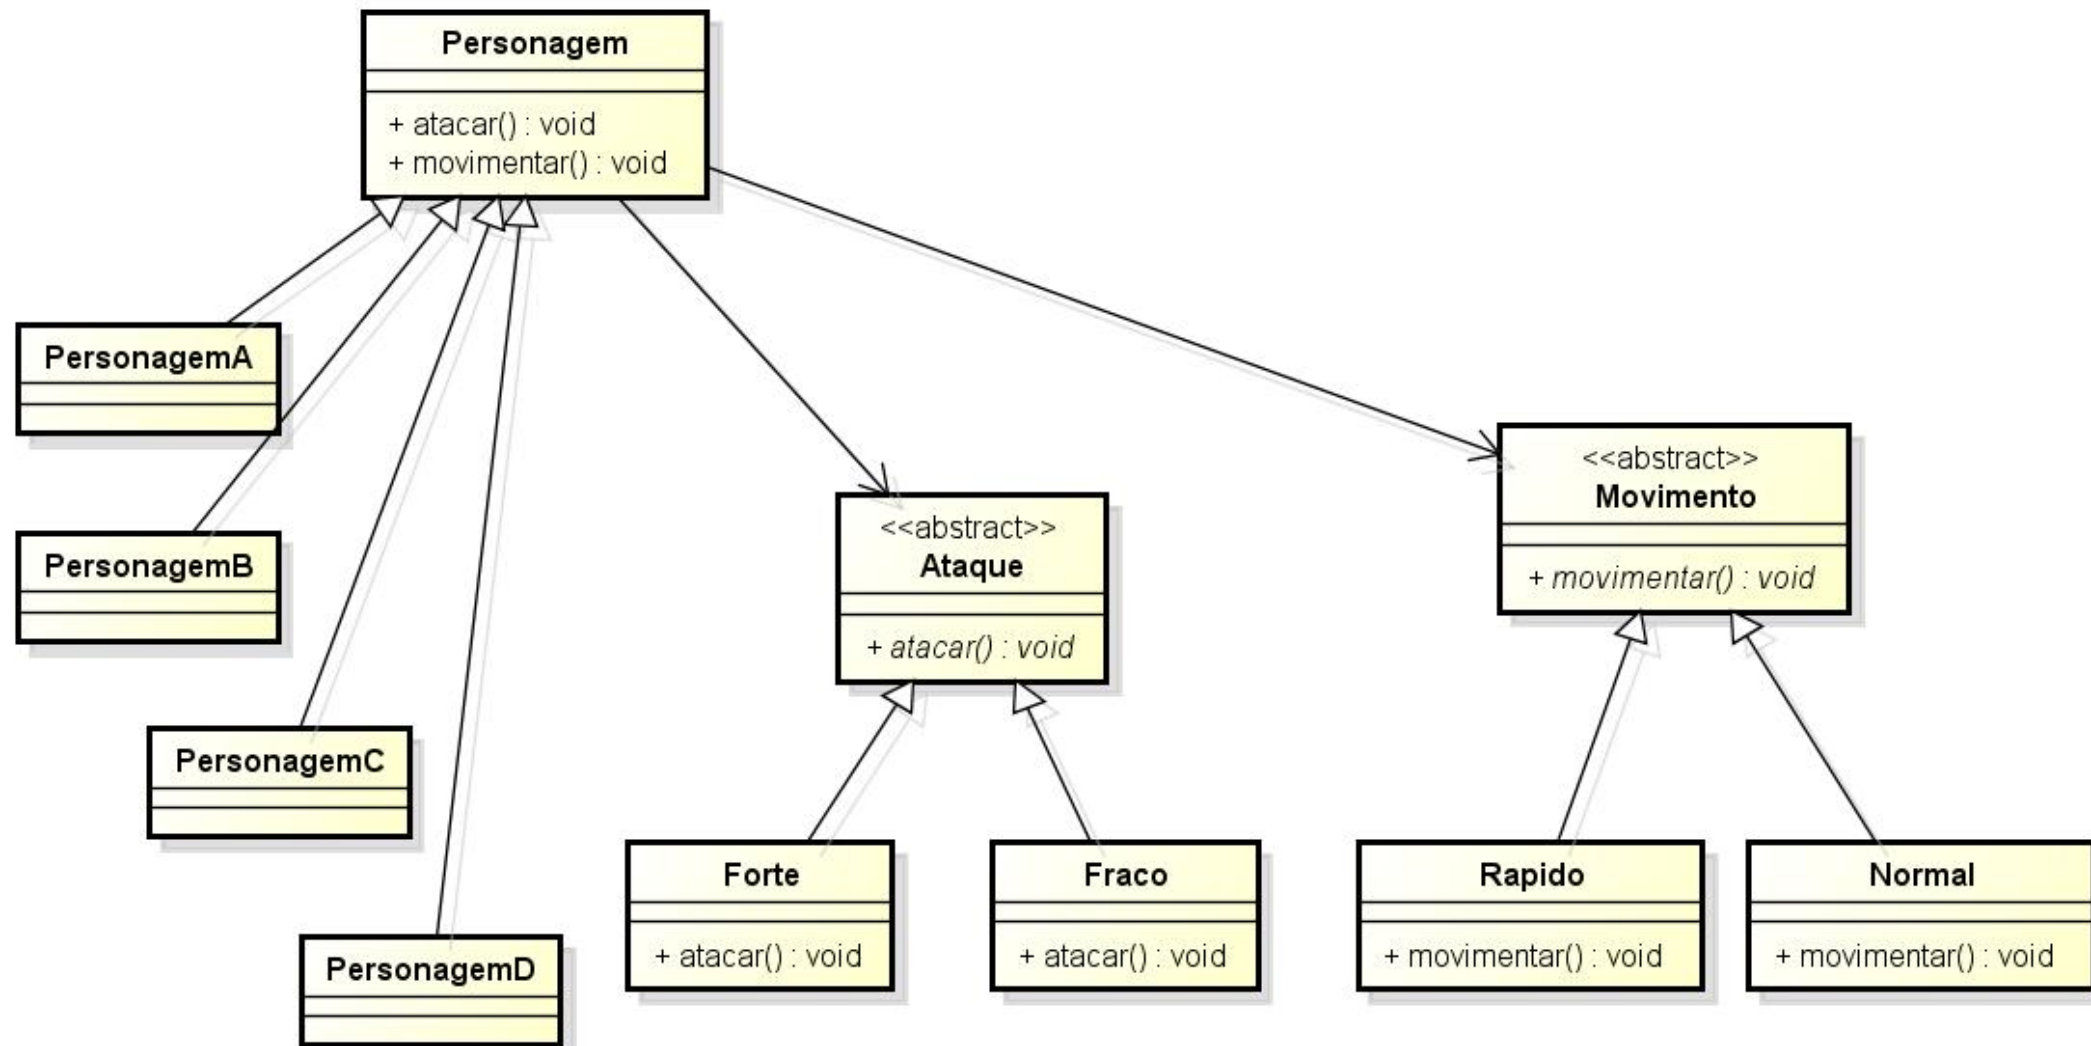 Personagem
+ atacar() : void
+ movimentar() : void
PersonagemA
PersonagemB
PersonagemC
PersonagemD
<<abstract>>
Ataque
+ atacar() : void
<<abstract>>
Movimento
+ movimentar() : void
Forte
+ atacar() : void
Fraco
+ atacar() : void
Rapido
+ movimentar() : void
Normal
+ movimentar() : void